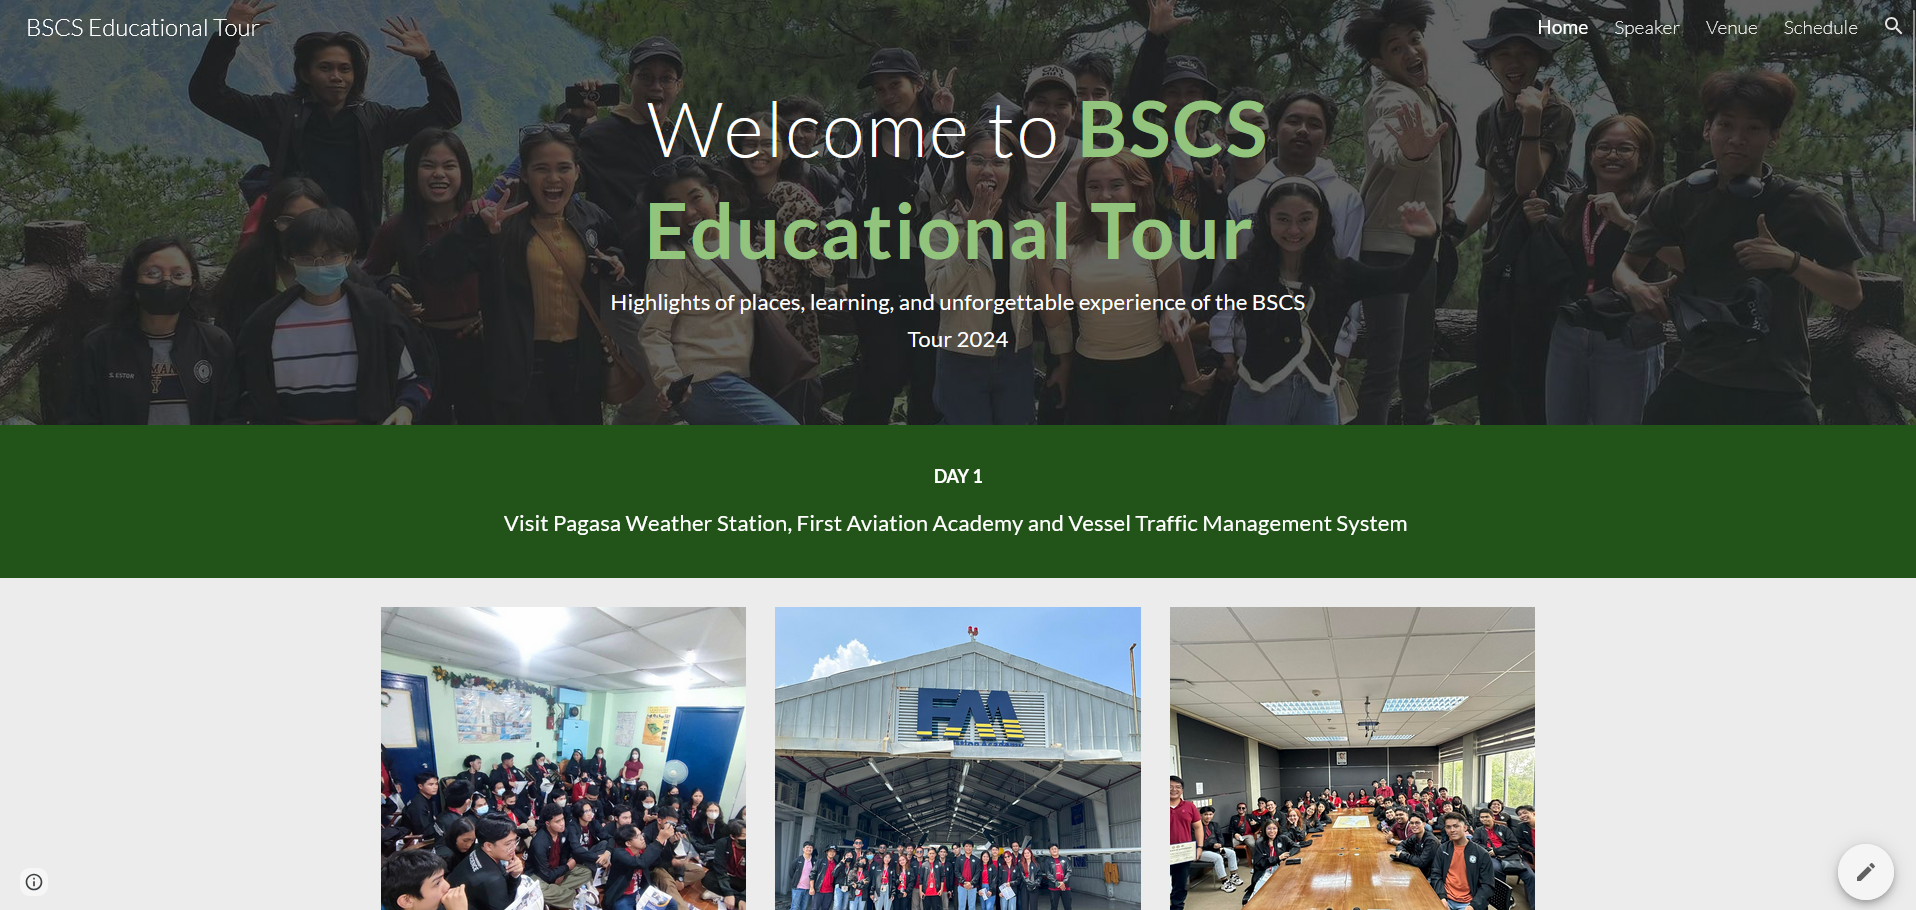 BSCS Educational Tour
Home Speaker Venue Schedule
Welcome to BSCS
Educational Tour
Highlights of places, learning, and unforgettable experience of the BSCS
Tour 2024
S. ESTOR
DAY 1
Visit Pagasa Weather Station, First Aviation Academy and Vessel Traffic Management System
FAA